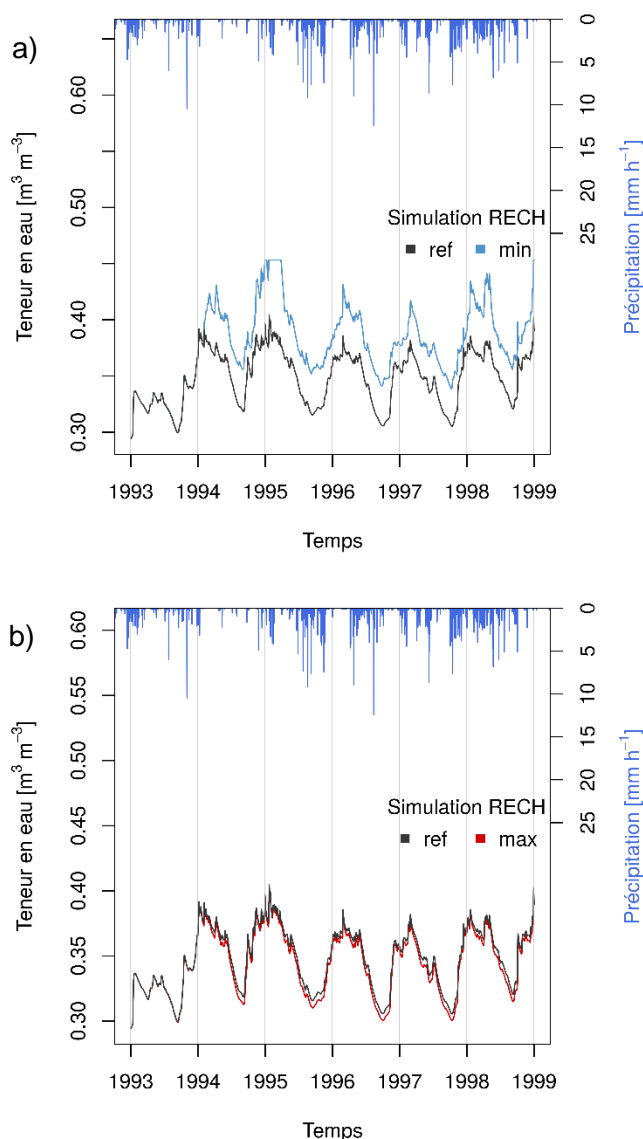 a)
Teneur en eau [m³ m⁻³]
0.30 0.40 0.50 0.60
0 5 10 15 20 25
Précipitation [mm h⁻¹]
Simulation RECH
ref min
1993 1994 1995 1996 1997 1998 1999
Temps
b)
Teneur en eau [m³ m⁻³]
0.30 0.35 0.40 0.45 0.50 0.55 0.60
0 5 10 15 20 25
Précipitation [mm h⁻¹]
Simulation RECH
ref max
1993 1994 1995 1996 1997 1998 1999
Temps